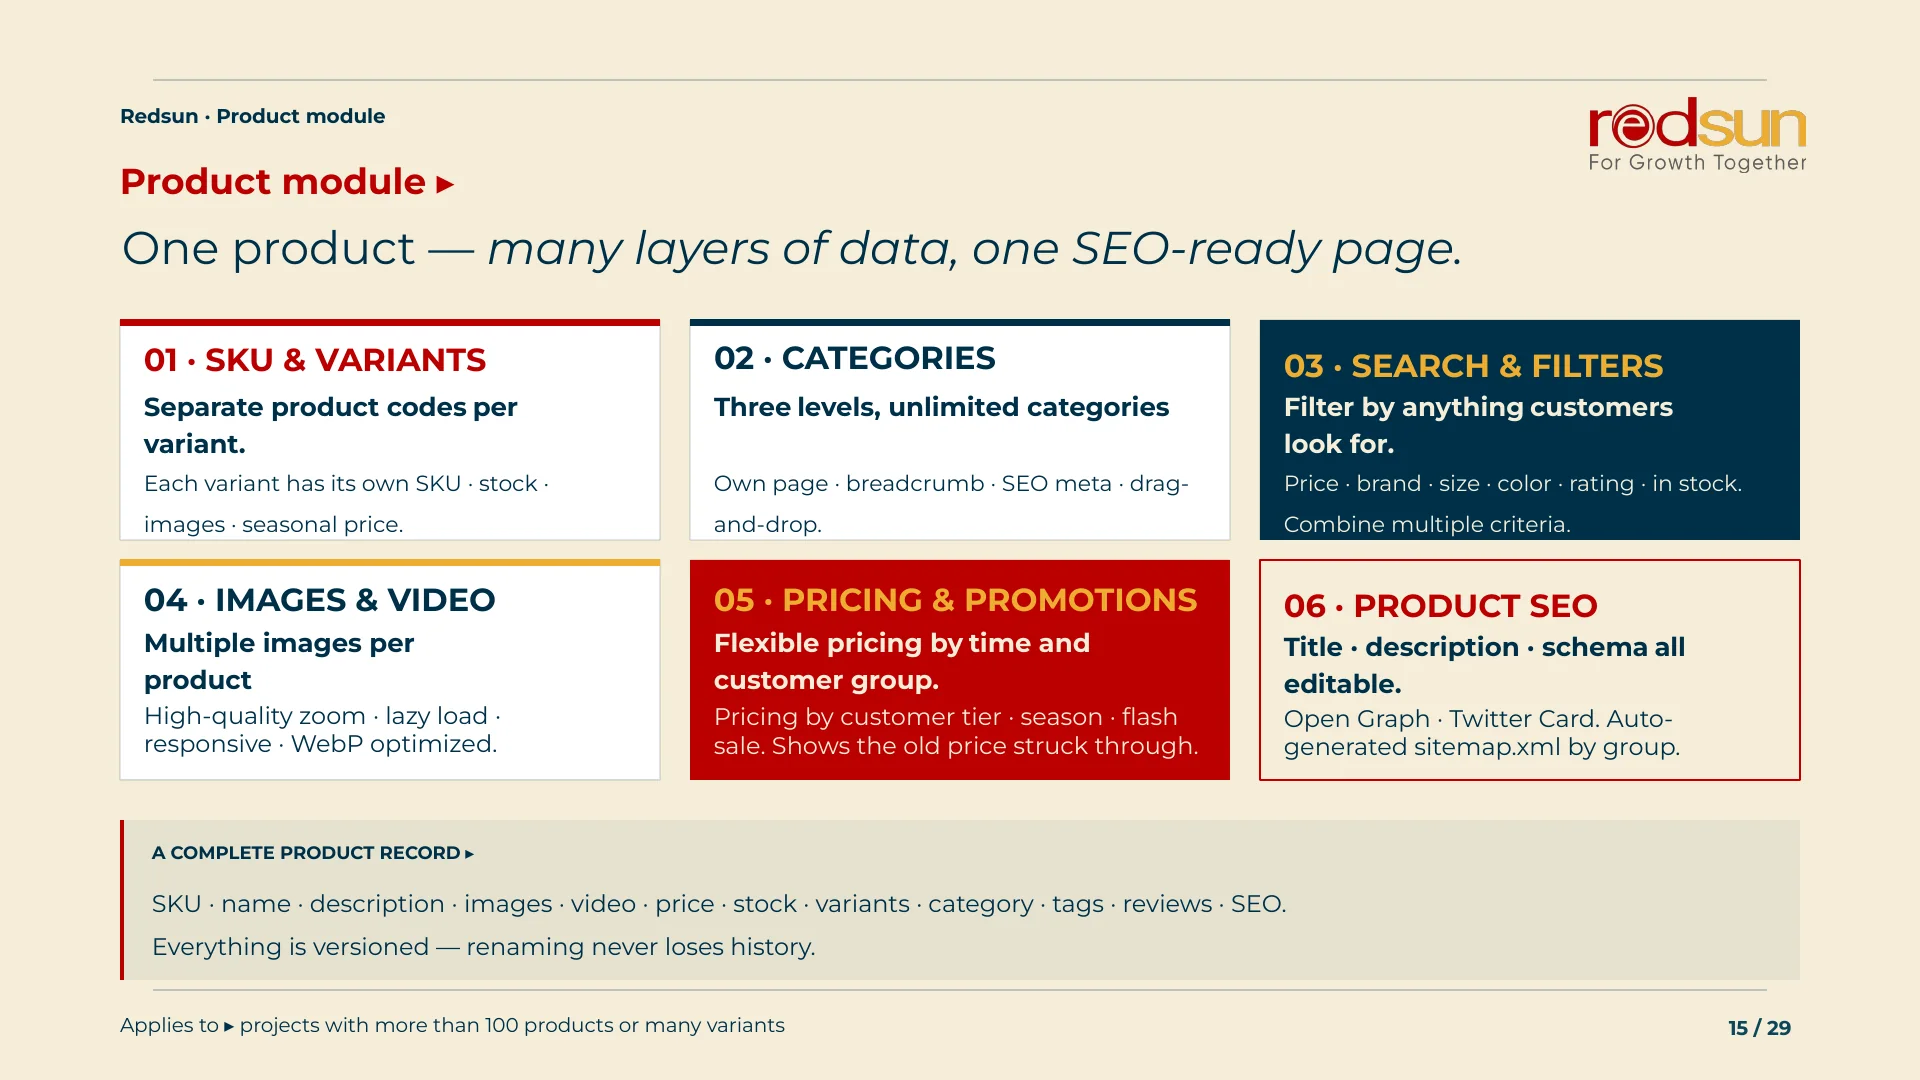 Redsun · Product module
redsun
For Growth Together
Product module ▸
One product — many layers of data, one SEO-ready page.
01 · SKU & VARIANTS
Separate product codes per
variant.
Each variant has its own SKU · stock ·
images · seasonal price.
02 · CATEGORIES
Three levels, unlimited categories
Own page · breadcrumb · SEO meta · drag-
and-drop.
03 · SEARCH & FILTERS
Filter by anything customers
look for.
Price · brand · size · color · rating · in stock.
Combine multiple criteria.
04 · IMAGES & VIDEO
Multiple images per
product
High-quality zoom · lazy load ·
responsive · WebP optimized.
05 · PRICING & PROMOTIONS
Flexible pricing by time and
customer group.
Pricing by customer tier · season · flash
sale. Shows the old price struck through.
06 · PRODUCT SEO
Title · description · schema all
editable.
Open Graph · Twitter Card. Auto-
generated sitemap.xml by group.
A COMPLETE PRODUCT RECORD ▸
SKU · name · description · images · video · price · stock · variants · category · tags · reviews · SEO.
Everything is versioned — renaming never loses history.
Applies to ▸ projects with more than 100 products or many variants
15 / 29